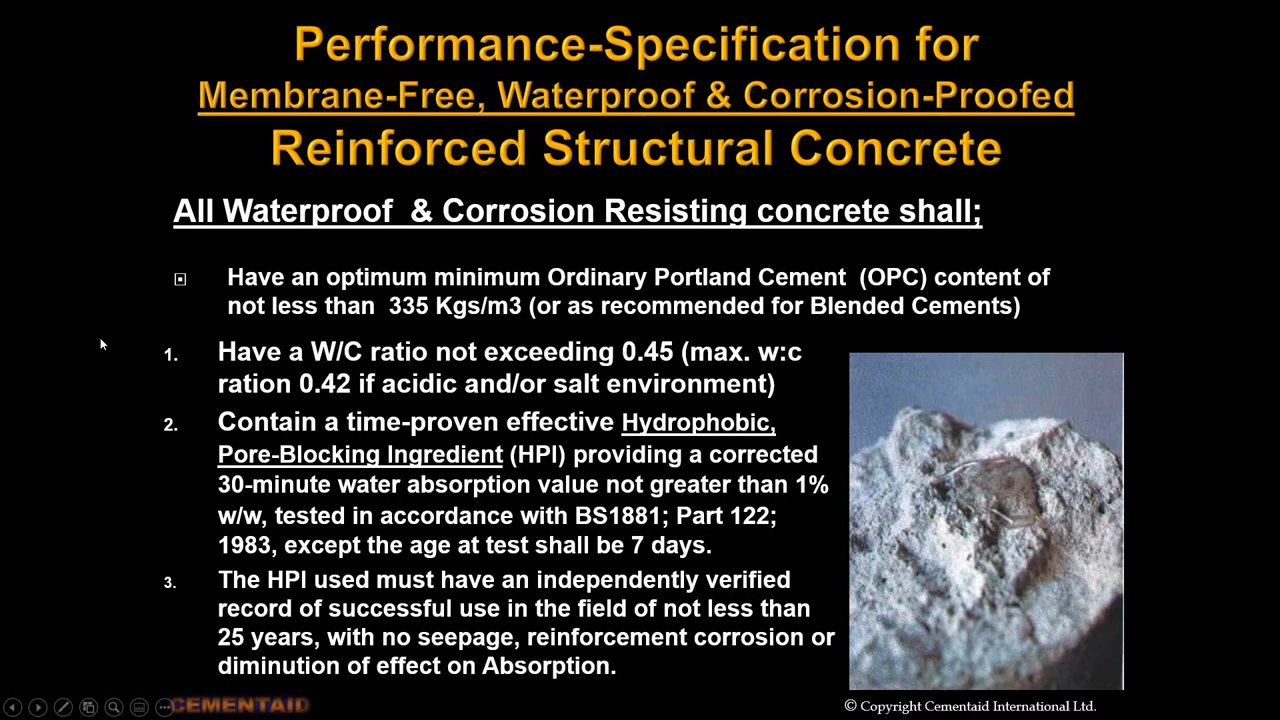 Performance-Specification for
Membrane-Free, Waterproof & Corrosion-Proofed
Reinforced Structural Concrete
All Waterproof & Corrosion Resisting concrete shall;
Have an optimum minimum Ordinary Portland Cement (OPC) content of
not less than 335 Kgs/m3 (or as recommended for Blended Cements)
1. Have a W/C ratio not exceeding 0.45 (max. w:c
ration 0.42 if acidic and/or salt environment)
2. Contain a time-proven effective Hydrophobic,
Pore-Blocking Ingredient (HPI) providing a corrected
30-minute water absorption value not greater than 1%
w/w, tested in accordance with BS1881; Part 122;
1983, except the age at test shall be 7 days.
3. The HPI used must have an independently verified
record of successful use in the field of not less than
25 years, with no seepage, reinforcement corrosion or
diminution of effect on Absorption.
CEMENTAID
© Copyright Cementaid International Ltd.